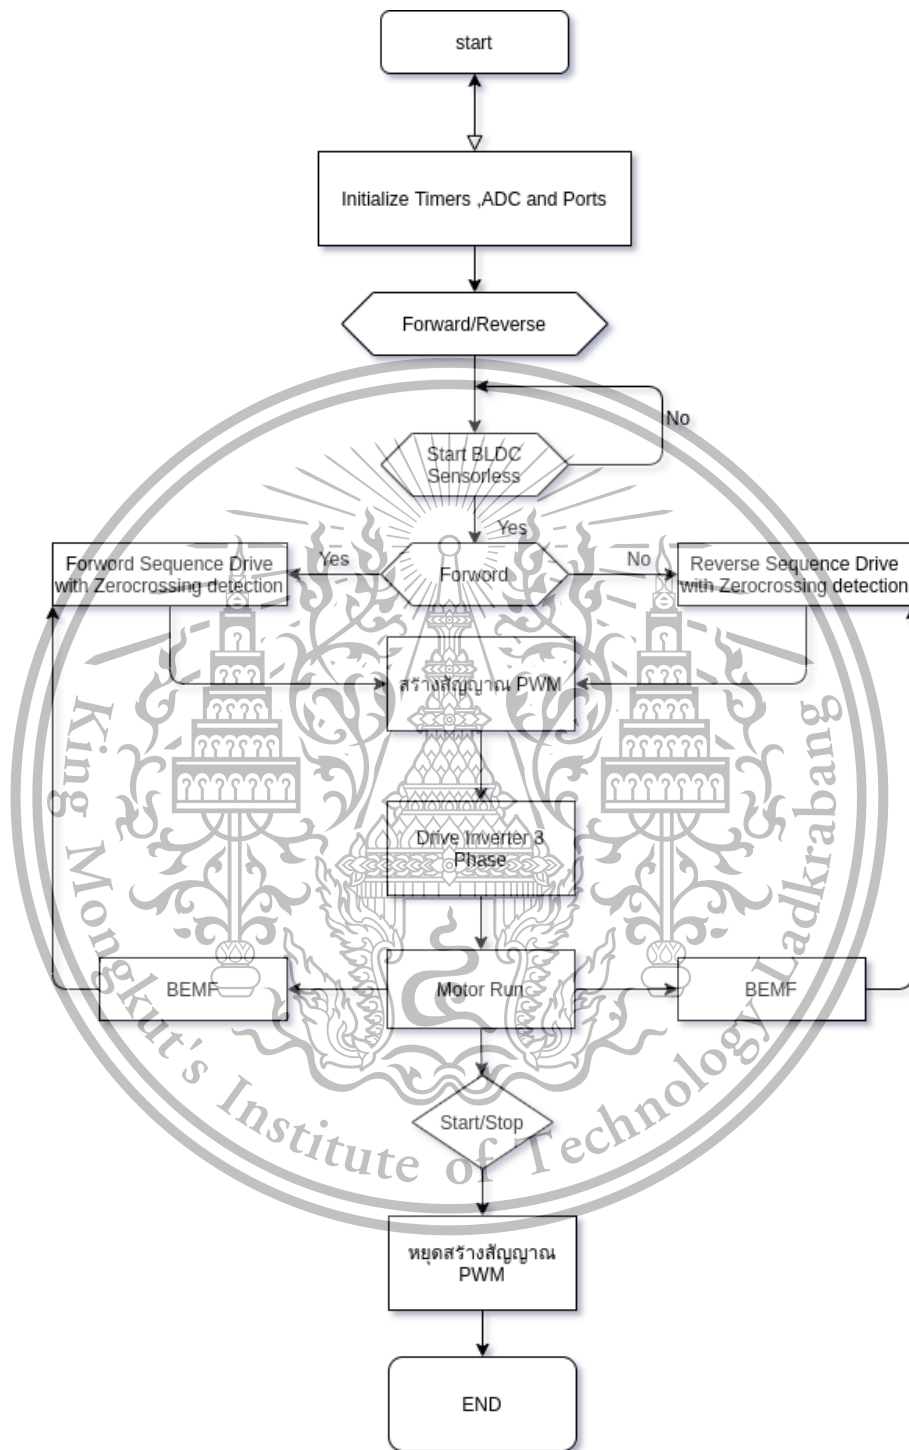 start
Initialize Timers ,ADC and Ports
Forward/Reverse
No
Start BLDC
Sensorless
Yes
Forword Sequence Drive
with Zerocrossing detection
Yes
Forword
No
Reverse Sequence Drive
with Zerocrossing detection
สร้างสัญญาณ PWM
Drive Inverter 3
Phase
BEMF
Motor Run
BEMF
Start/Stop
หยุดสร้างสัญญาณ
PWM
END
King Mongkut's Institute of Technology Ladkrabang